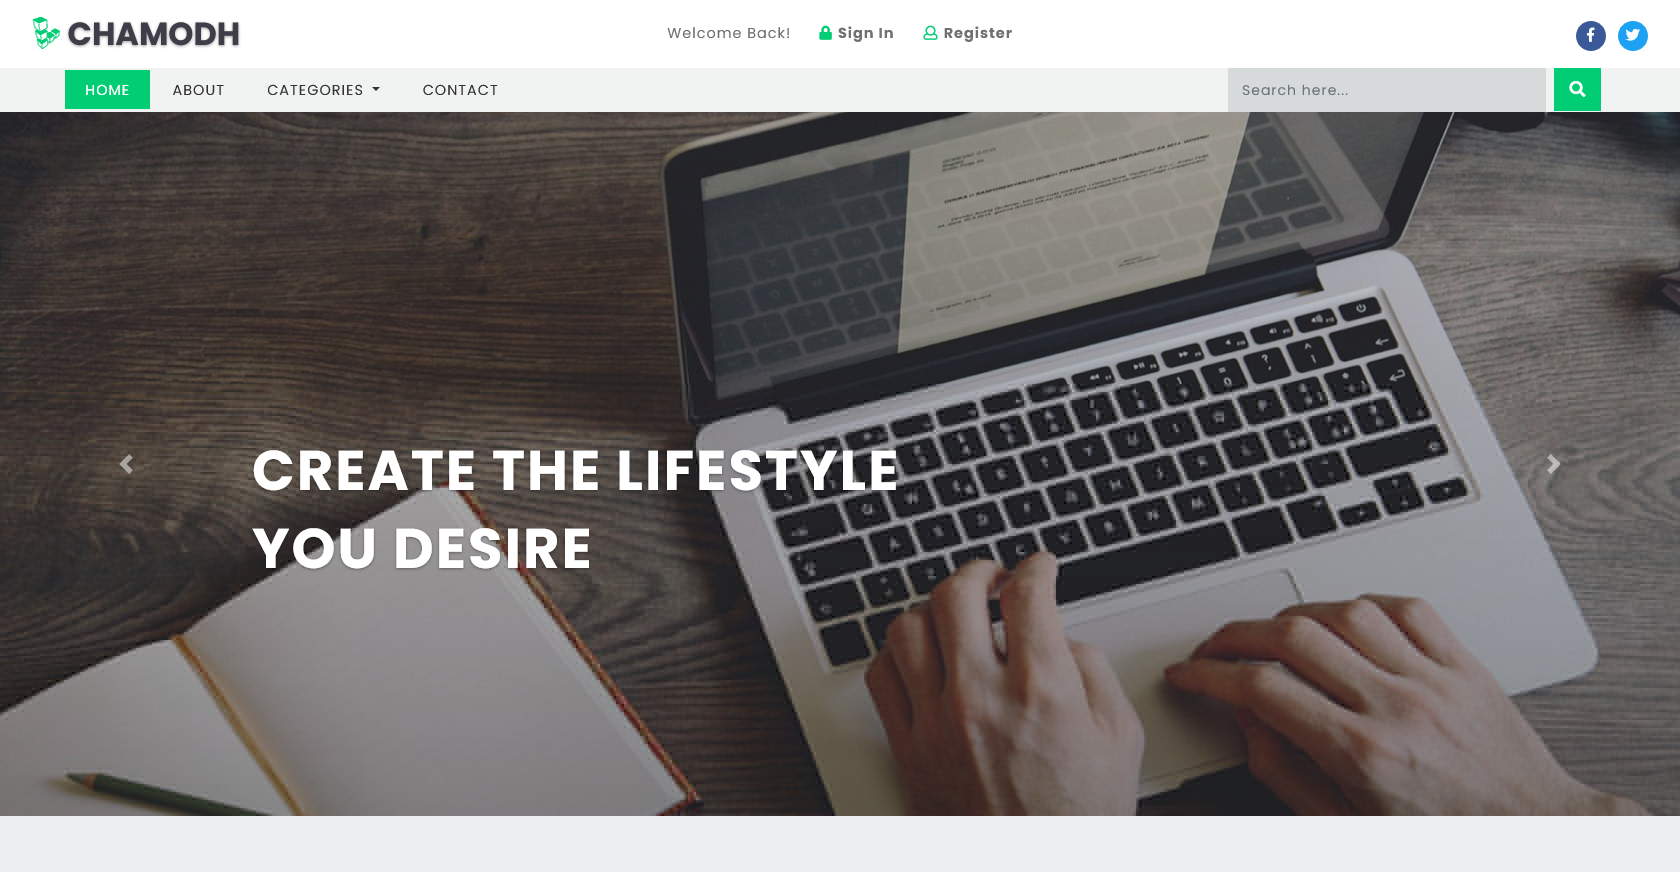 CHAMODH
Welcome Back!
Sign In
Register
HOME
ABOUT
CATEGORIES
CONTACT
Search here...
CREATE THE LIFESTYLE
YOU DESIRE